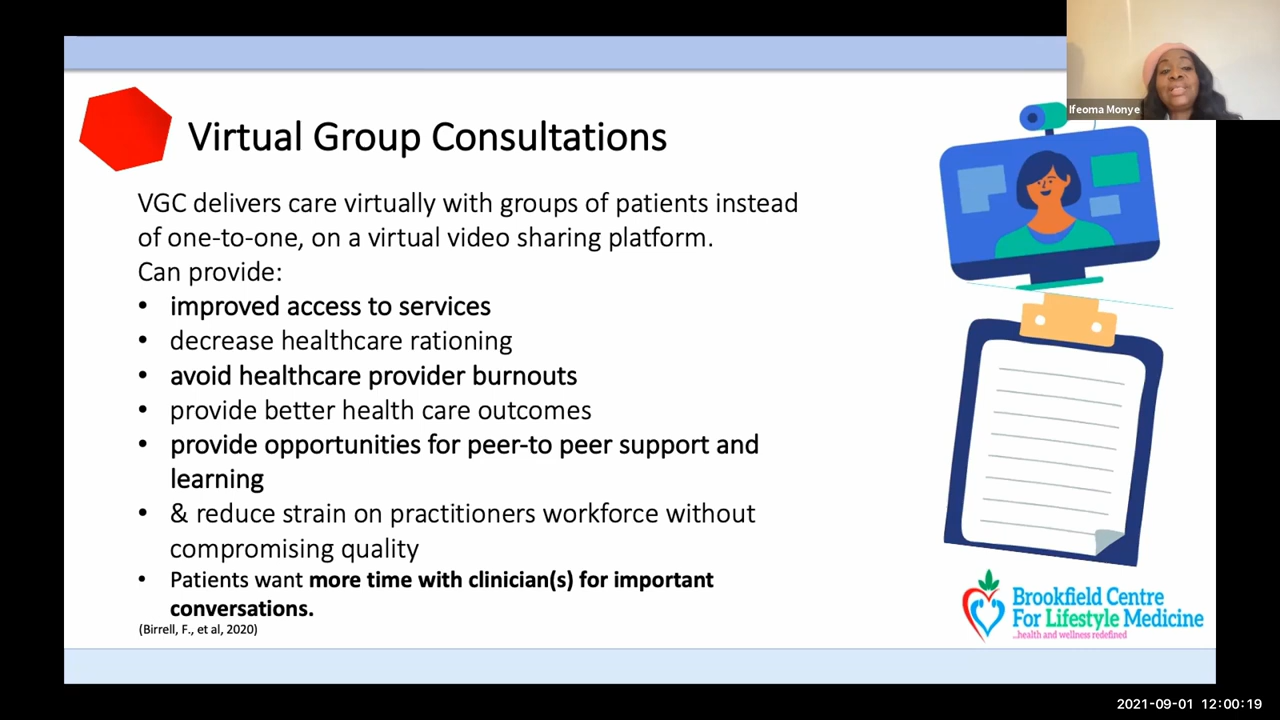 Ifeoma Monye
Virtual Group Consultations
VGC delivers care virtually with groups of patients instead
of one-to-one, on a virtual video sharing platform.
Can provide:
• improved access to services
• decrease healthcare rationing
• avoid healthcare provider burnouts
• provide better health care outcomes
• provide opportunities for peer-to peer support and
learning
• & reduce strain on practitioners workforce without
compromising quality
• Patients want more time with clinician(s) for important
conversations.
(Birrell, F., et al, 2020)
Brookfield Centre
For Lifestyle Medicine
...health and wellness redefined
2021-09-01 12:00:19